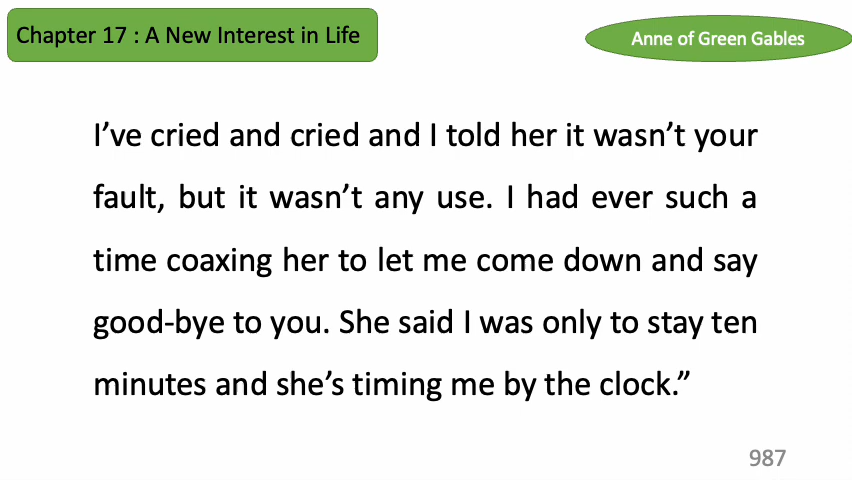 Chapter 17 : A New Interest in Life
Anne of Green Gables
I’ve cried and cried and I told her it wasn’t your
fault, but it wasn’t any use. I had ever such a
time coaxing her to let me come down and say
good-bye to you. She said I was only to stay ten
minutes and she’s timing me by the clock.”
987